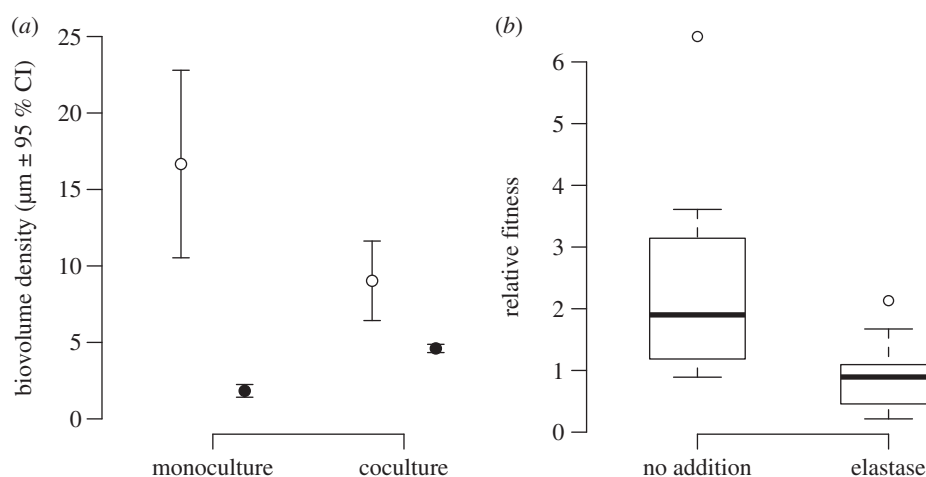 (a)
25
20
15
10
5
0
biovolume density (µm ± 95 % CI)
monoculture
coculture
(b)
6
5
4
3
2
1
0
relative fitness
no addition
elastase